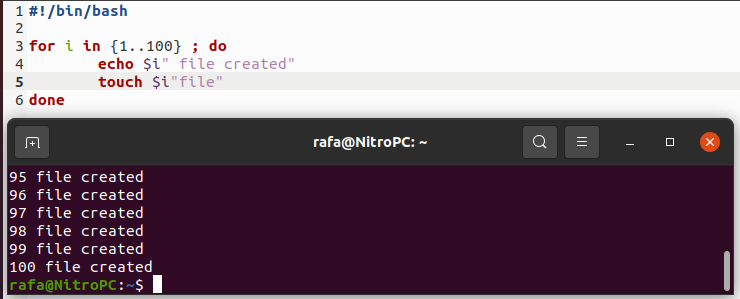 1 #!/bin/bash
2
3 for i in {1..100} ; do
4         echo $i" file created"
5         touch $i"file"
6 done
rafa@NitroPC: ~
95 file created
96 file created
97 file created
98 file created
99 file created
100 file created
rafa@NitroPC:~$